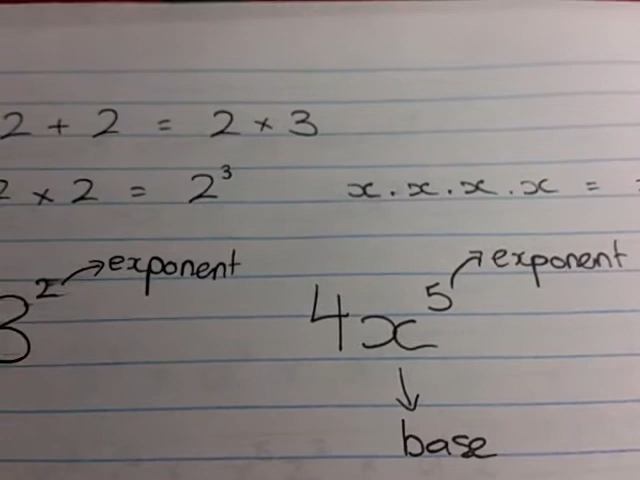 2 + 2 = 2 × 3
2 × 2 = 2³ x . x . x . x =
3² exponent 4x⁵ exponent
base